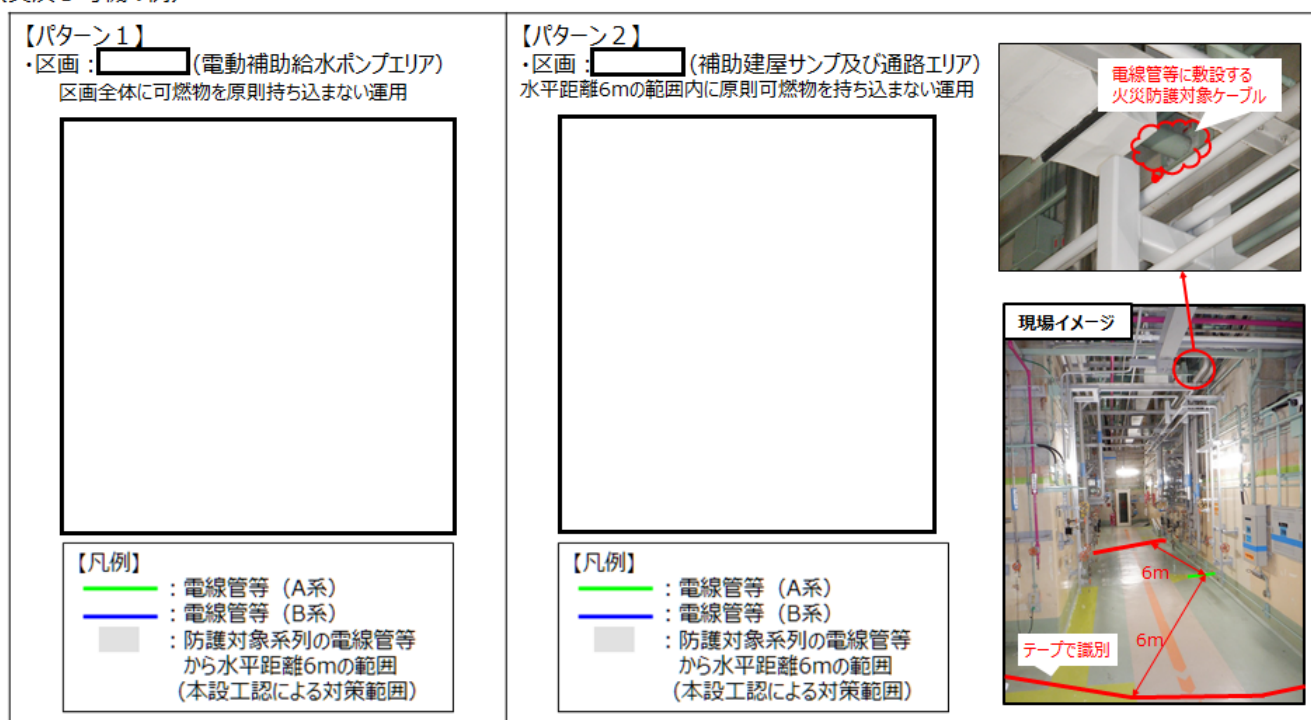 【パターン１】
・区画：(電動補助給水ポンプエリア)
区画全体に可燃物を原則持ち込まない運用
【凡例】
：電線管等（A系）
：電線管等（B系）
：防護対象系列の電線管等
から水平距離6mの範囲
（本設工認による対策範囲）
【パターン２】
・区画：(補助建屋サンプ及び通路エリア)
水平距離6mの範囲内に原則可燃物を持ち込まない運用
【凡例】
：電線管等（A系）
：電線管等（B系）
：防護対象系列の電線管等
から水平距離6mの範囲
（本設工認による対策範囲）
電線管等に敷設する
火災防護対象ケーブル
現場イメージ
6m
6m
テープで識別